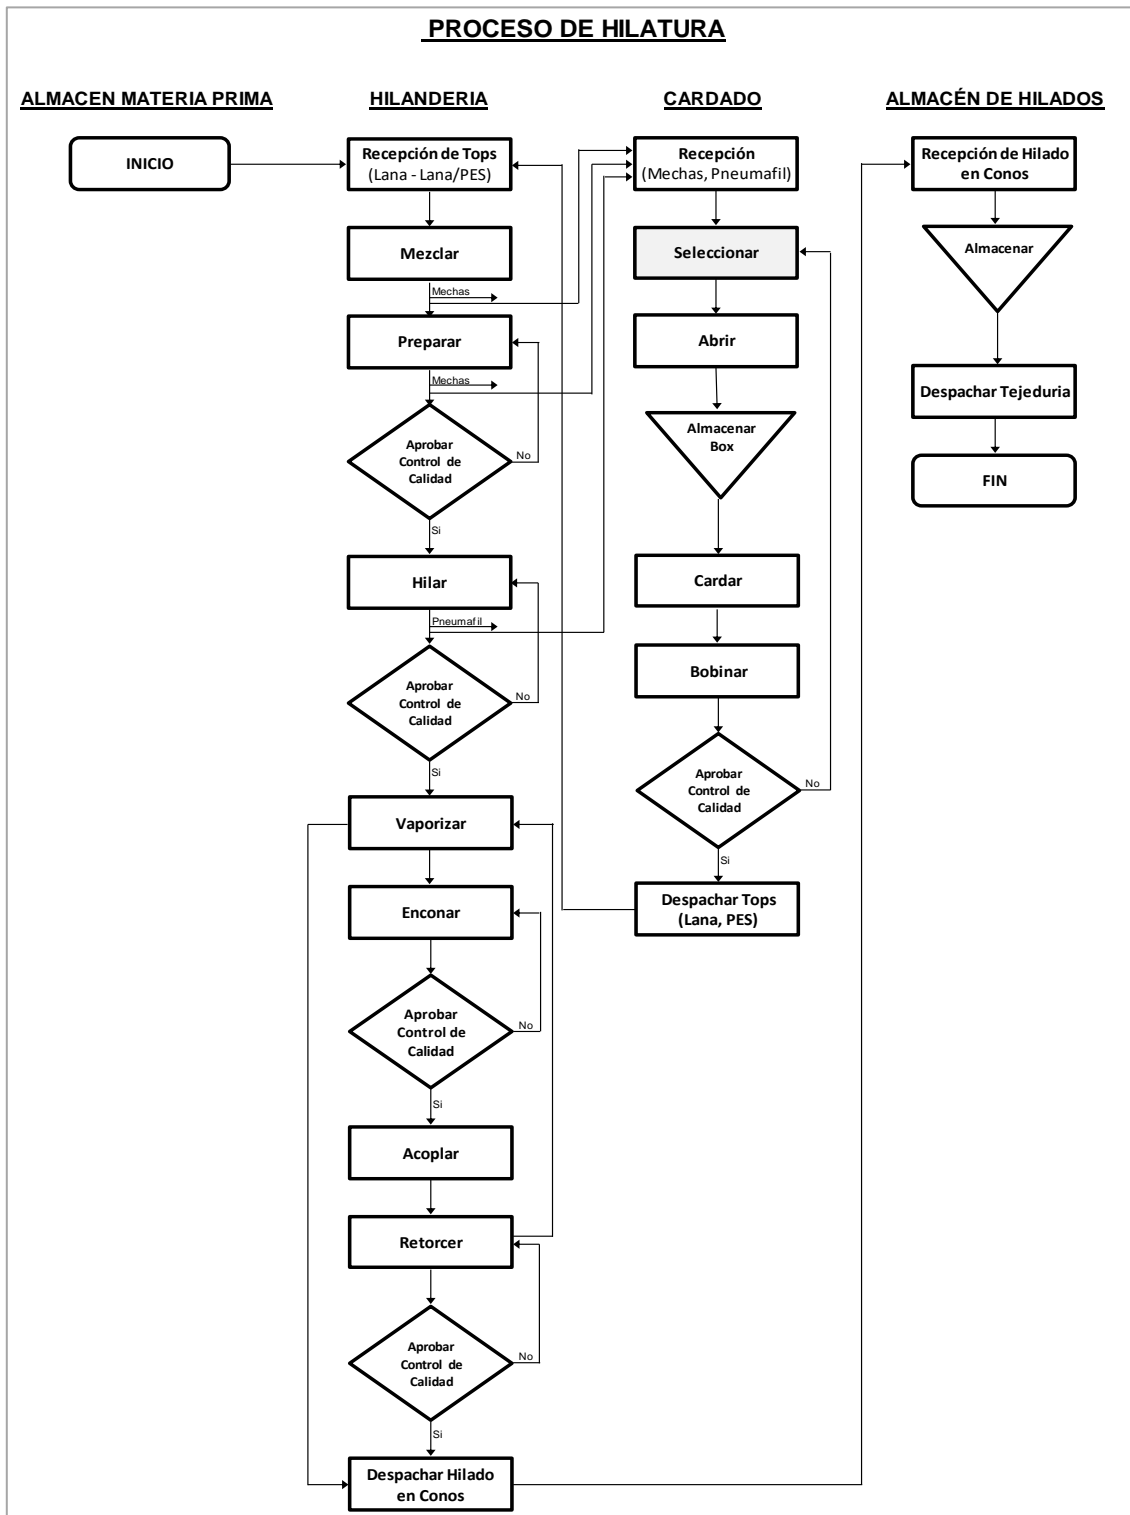 PROCESO DE HILATURA
ALMACEN MATERIA PRIMA
HILANDERIA
CARDADO
ALMACÉN DE HILADOS
INICIO
Recepción de Tops
(Lana - Lana/PES)
Mezclar
Mechas
Preparar
Mechas
Aprobar
Control de
Calidad
No
Si
Hilar
Pneumafil
Aprobar
Control de
Calidad
No
Si
Vaporizar
Enconar
Aprobar
Control de
Calidad
No
Si
Acoplar
Retorcer
Aprobar
Control de
Calidad
No
Si
Despachar Hilado
en Conos
Recepción
(Mechas, Pneumafil)
Seleccionar
Abrir
Almacenar
Box
Cardar
Bobinar
Aprobar
Control de
Calidad
No
Si
Despachar Tops
(Lana, PES)
Recepción de Hilado
en Conos
Almacenar
Despachar Tejeduria
FIN